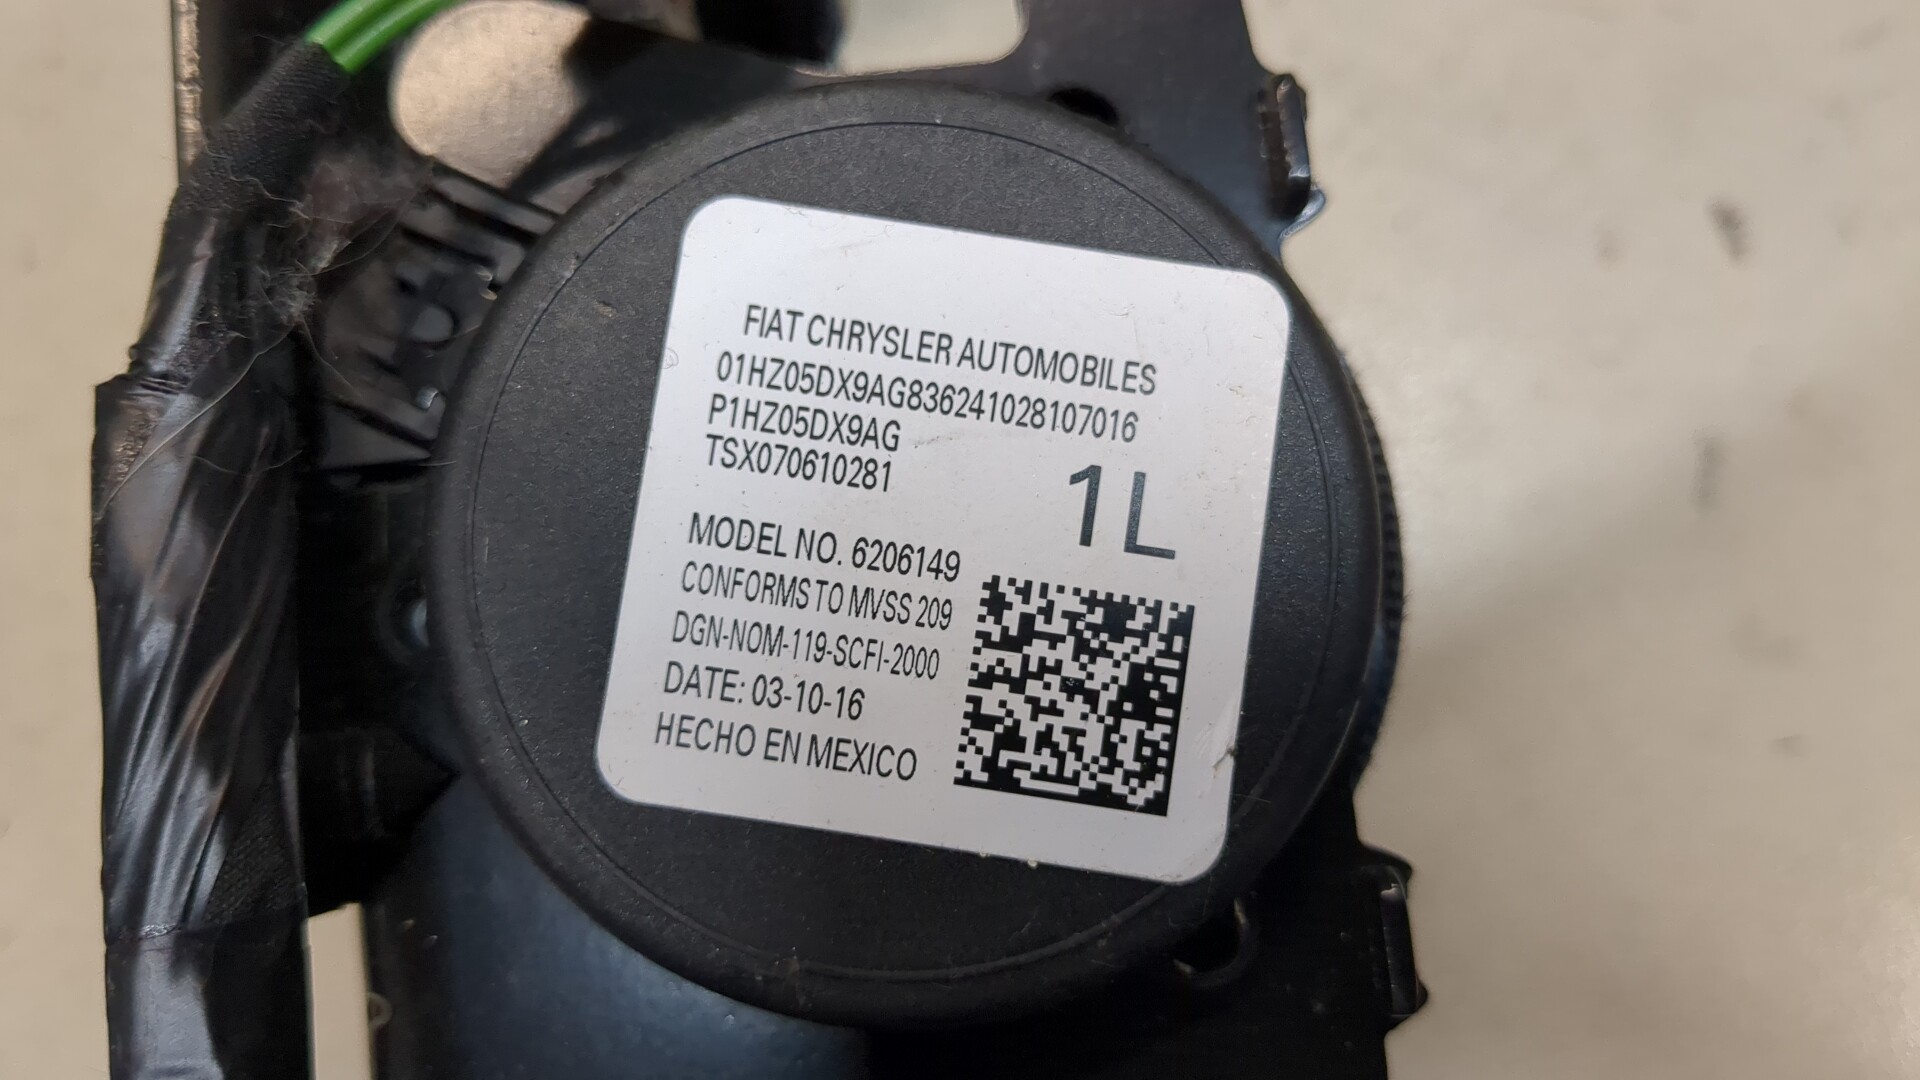 FIAT CHRYSLER AUTOMOBILES
01HZ05DX9AG836241028107016
P1HZ05DX9AG
TSX070610281
1L
MODEL NO. 6206149
CONFORMS TO MVSS 209
DGN-NOM-119-SCFI-2000
DATE: 03-10-16
HECHO EN MEXICO